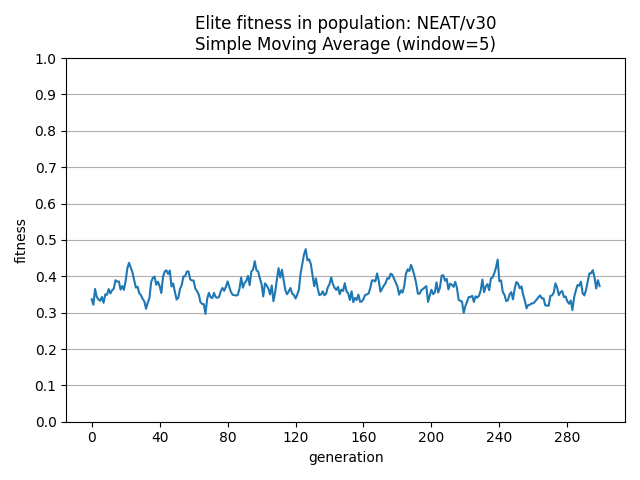 Elite fitness in population: NEAT/v30
Simple Moving Average (window=5)
1.0
0.9
0.8
0.7
0.6
0.5
0.4
0.3
0.2
0.1
0.0
fitness
0 40 80 120 160 200 240 280
generation